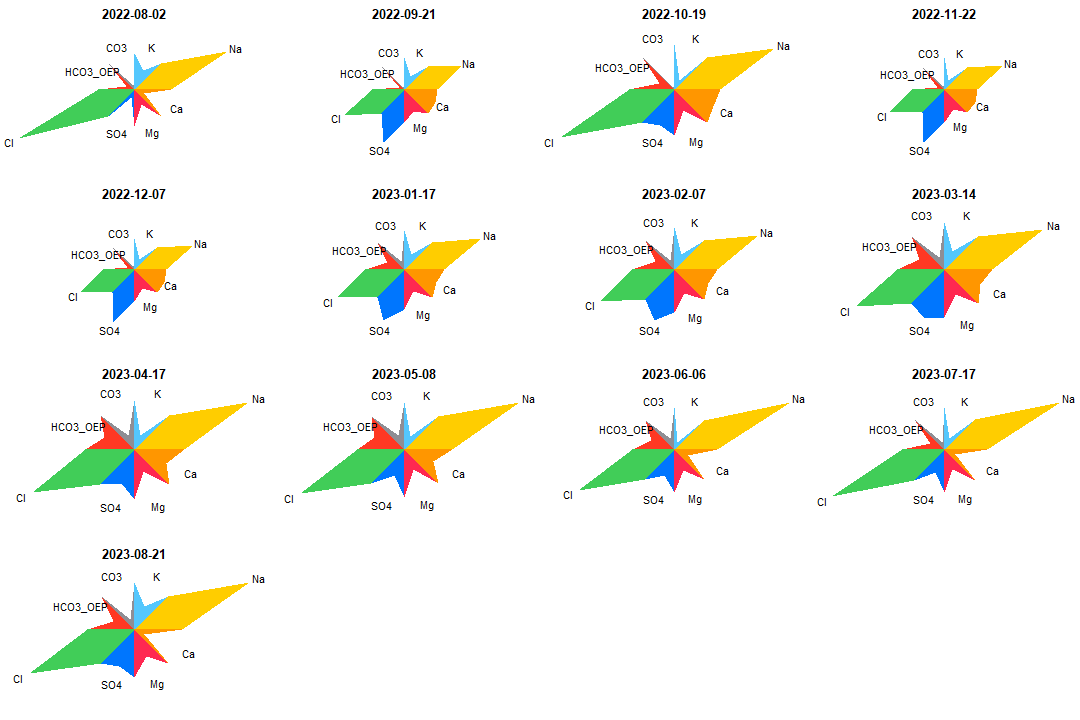 2022-08-02
CO3
K
Na
HCO3_OEP
Ca
Cl
SO4
Mg
2022-09-21
CO3
K
Na
HCO3_OEP
Ca
Cl
SO4
Mg
2022-10-19
CO3
K
Na
HCO3_OEP
Ca
Cl
SO4
Mg
2022-11-22
CO3
K
Na
HCO3_OEP
Ca
Cl
SO4
Mg
2022-12-07
CO3
K
Na
HCO3_OEP
Ca
Cl
SO4
Mg
2023-01-17
CO3
K
Na
HCO3_OEP
Ca
Cl
SO4
Mg
2023-02-07
CO3
K
Na
HCO3_OEP
Ca
Cl
SO4
Mg
2023-03-14
CO3
K
Na
HCO3_OEP
Ca
Cl
SO4
Mg
2023-04-17
CO3
K
Na
HCO3_OEP
Ca
Cl
SO4
Mg
2023-05-08
CO3
K
Na
HCO3_OEP
Ca
Cl
SO4
Mg
2023-06-06
CO3
K
Na
HCO3_OEP
Ca
Cl
SO4
Mg
2023-07-17
CO3
K
Na
HCO3_OEP
Ca
Cl
SO4
Mg
2023-08-21
CO3
K
Na
HCO3_OEP
Ca
Cl
SO4
Mg